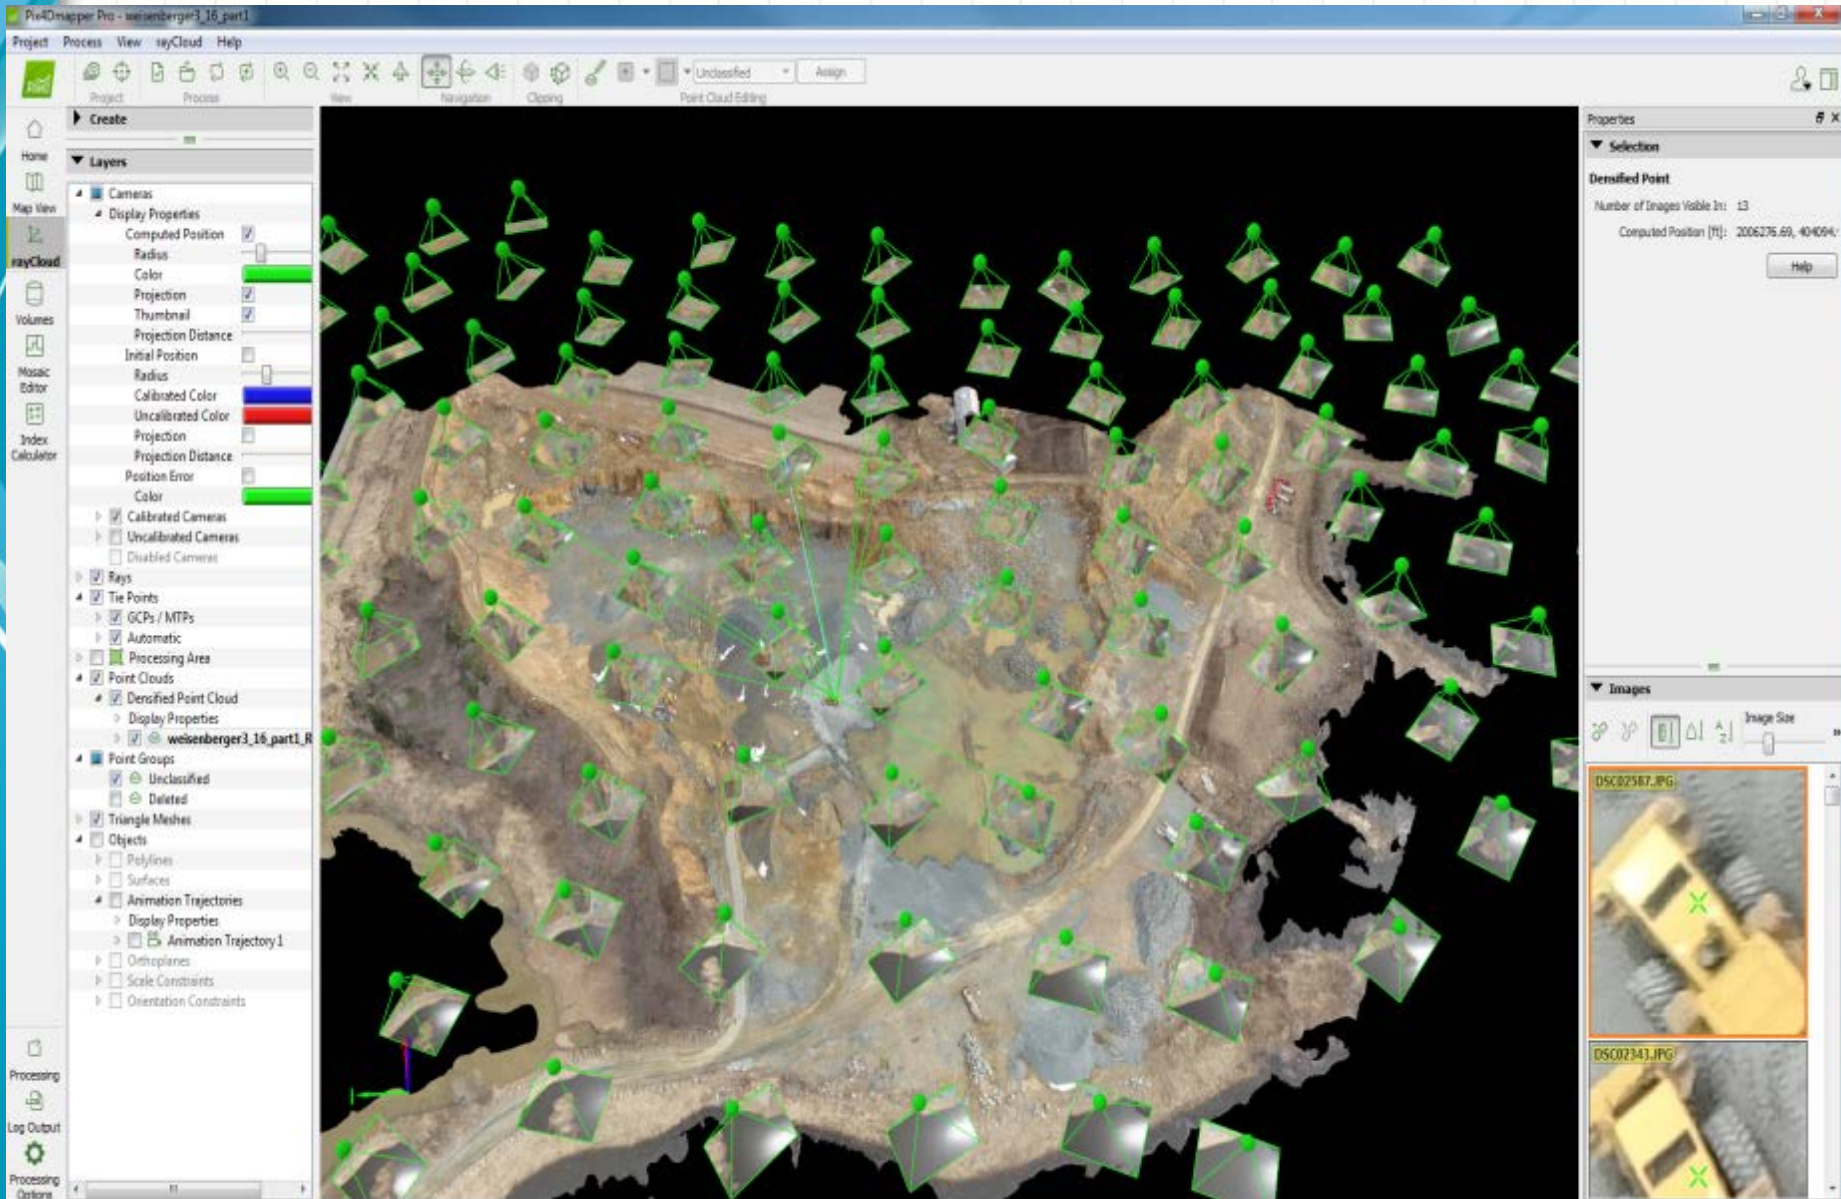 Pix4Dmapper Pro - weisenberger3_16_part1
Project Process View rayCloud Help
Unclassified Assign
Project Process View Navigation Clipping Point Cloud Editing
Home
Map View
rayCloud
Volumes
Mosaic
Editor
Index
Calculator
Processing
Log Output
Processing
Options
Create
Layers
Cameras
Display Properties
Computed Position
Radius
Color
Projection
Thumbnail
Projection Distance
Initial Position
Radius
Calibrated Color
Uncalibrated Color
Projection
Projection Distance
Position Error
Color
Calibrated Cameras
Uncalibrated Cameras
Disabled Cameras
Rays
Tie Points
GCPs / MTPs
Automatic
Processing Area
Point Clouds
Densified Point Cloud
Display Properties
weisenberger3_16_part1_R
Point Groups
Unclassified
Deleted
Triangle Meshes
Objects
Polylines
Surfaces
Animation Trajectories
Display Properties
Animation Trajectory 1
Orthoplanes
Scale Constraints
Orientation Constraints
Properties
Selection
Densified Point
Number of Images Visible In: 13
Computed Position [ft]: 2006276.69, 404094.
Help
Images
Image Size
DSC02587.JPG
DSC02343.JPG